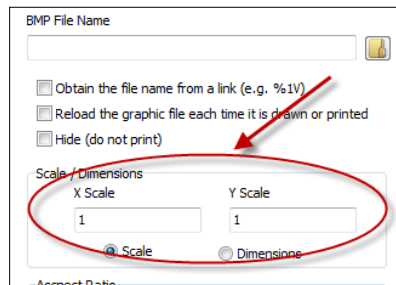 BMP File Name
Obtain the file name from a link (e.g. %1V)
Reload the graphic file each time it is drawn or printed
Hide (do not print)
Scale / Dimensions
X Scale Y Scale
1 1
Scale Dimensions
Ascpect Ratio